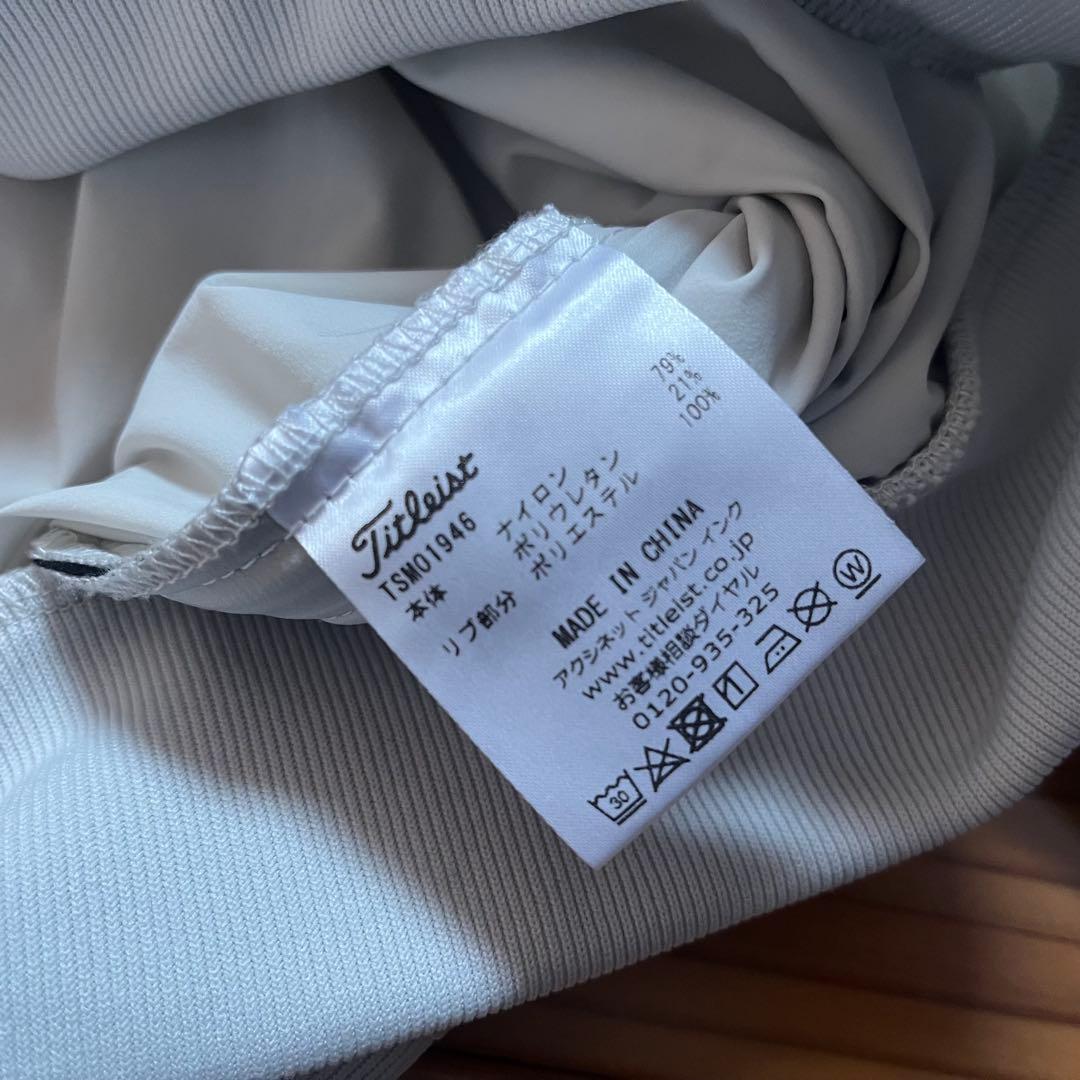 Titleist
TSMO1946
本体 ナイロン 79%
ポリウレタン 21%
リブ部分 ポリエステル 100%
MADE IN CHINA
アクシネット ジャパン インク
www.titleist.co.jp
お客様相談ダイヤル
0120-935-325
30 W